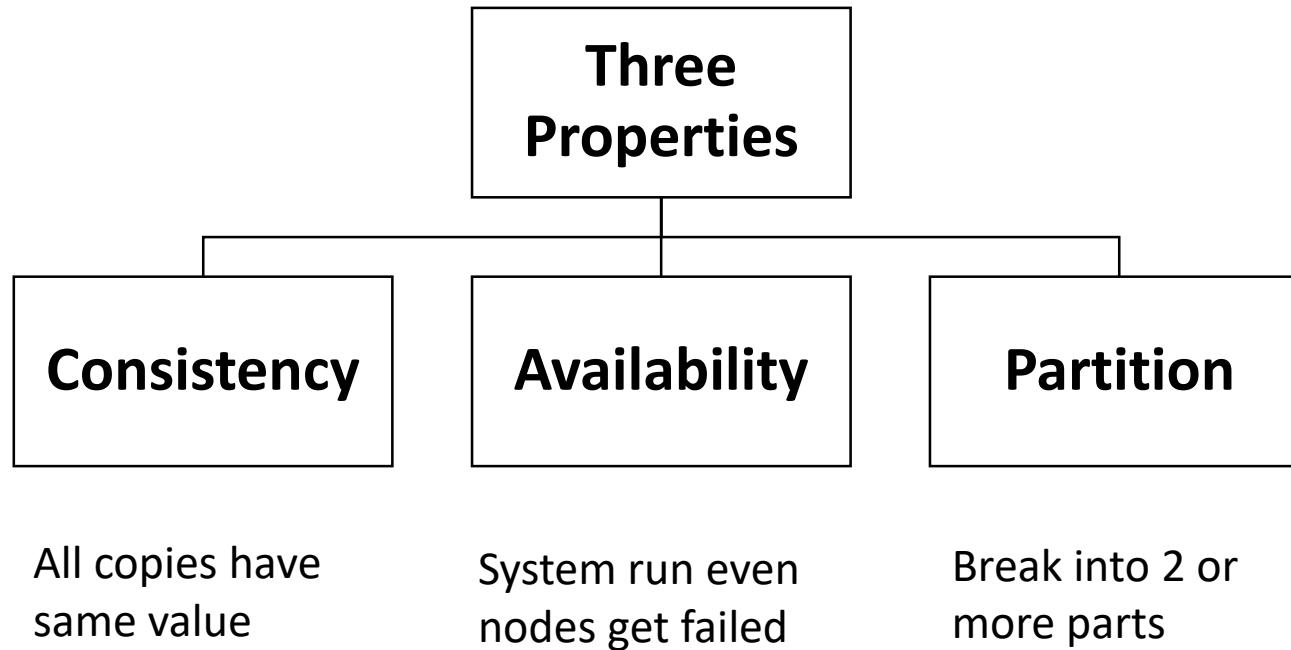 Three
Properties
Consistency
Availability
Partition
All copies have
same value
System run even
nodes get failed
Break into 2 or
more parts